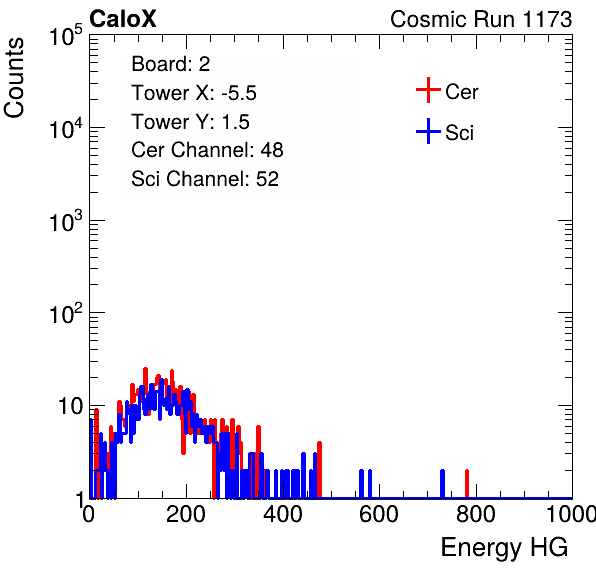 CaloX
Cosmic Run 1173
Counts
Board: 2
Tower X: -5.5
Tower Y: 1.5
Cer Channel: 48
Sci Channel: 52
Cer
Sci
10^5
10^4
10^3
10^2
10
1
0 200 400 600 800 1000
Energy HG